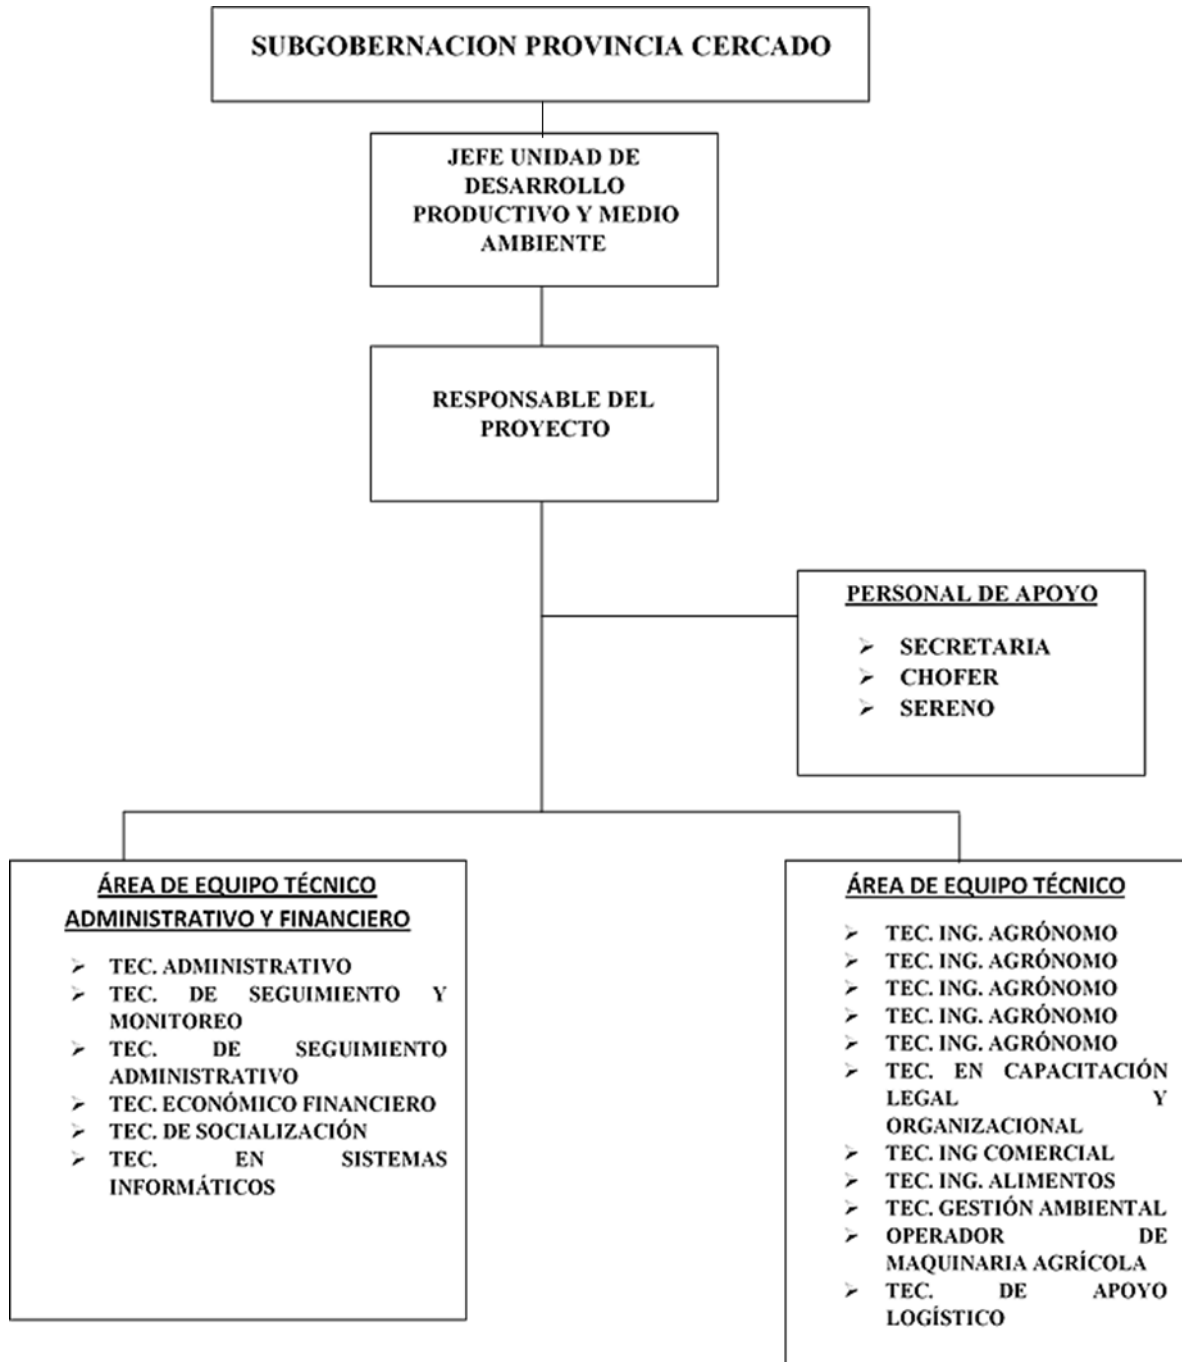 SUBGOBERNACION PROVINCIA CERCADO
JEFE UNIDAD DE
DESARROLLO
PRODUCTIVO Y MEDIO
AMBIENTE
RESPONSABLE DEL
PROYECTO
PERSONAL DE APOYO
➢ SECRETARIA
➢ CHOFER
➢ SERENO
ÁREA DE EQUIPO TÉCNICO
ADMINISTRATIVO Y FINANCIERO
➢ TEC. ADMINISTRATIVO
➢ TEC. DE SEGUIMIENTO Y
MONITOREO
➢ TEC. DE SEGUIMIENTO
ADMINISTRATIVO
➢ TEC. ECONÓMICO FINANCIERO
➢ TEC. DE SOCIALIZACIÓN
➢ TEC. EN SISTEMAS
INFORMÁTICOS
ÁREA DE EQUIPO TÉCNICO
➢ TEC. ING. AGRÓNOMO
➢ TEC. ING. AGRÓNOMO
➢ TEC. ING. AGRÓNOMO
➢ TEC. ING. AGRÓNOMO
➢ TEC. ING. AGRÓNOMO
➢ TEC. EN CAPACITACIÓN
LEGAL Y
ORGANIZACIONAL
➢ TEC. ING COMERCIAL
➢ TEC. ING. ALIMENTOS
➢ TEC. GESTIÓN AMBIENTAL
➢ OPERADOR DE
MAQUINARIA AGRÍCOLA
➢ TEC. DE APOYO
LOGÍSTICO